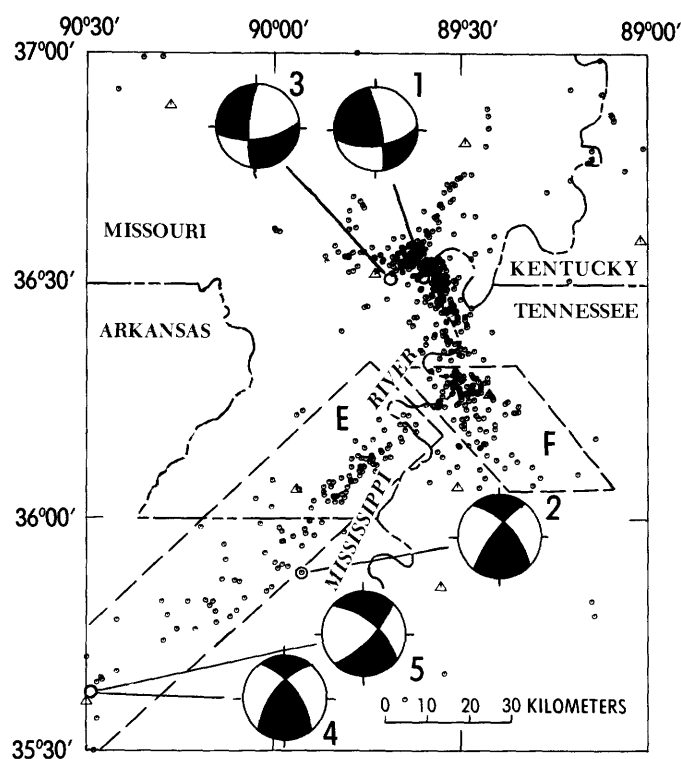 90°30' 90°00' 89°30' 89°00'
37°00'
3 1
MISSOURI
36°30'
KENTUCKY
TENNESSEE
ARKANSAS
RIVER
E
F
MISSISSIPPI
36°00'
2
5
4
0 5 10 20 30 KILOMETERS
35°30'